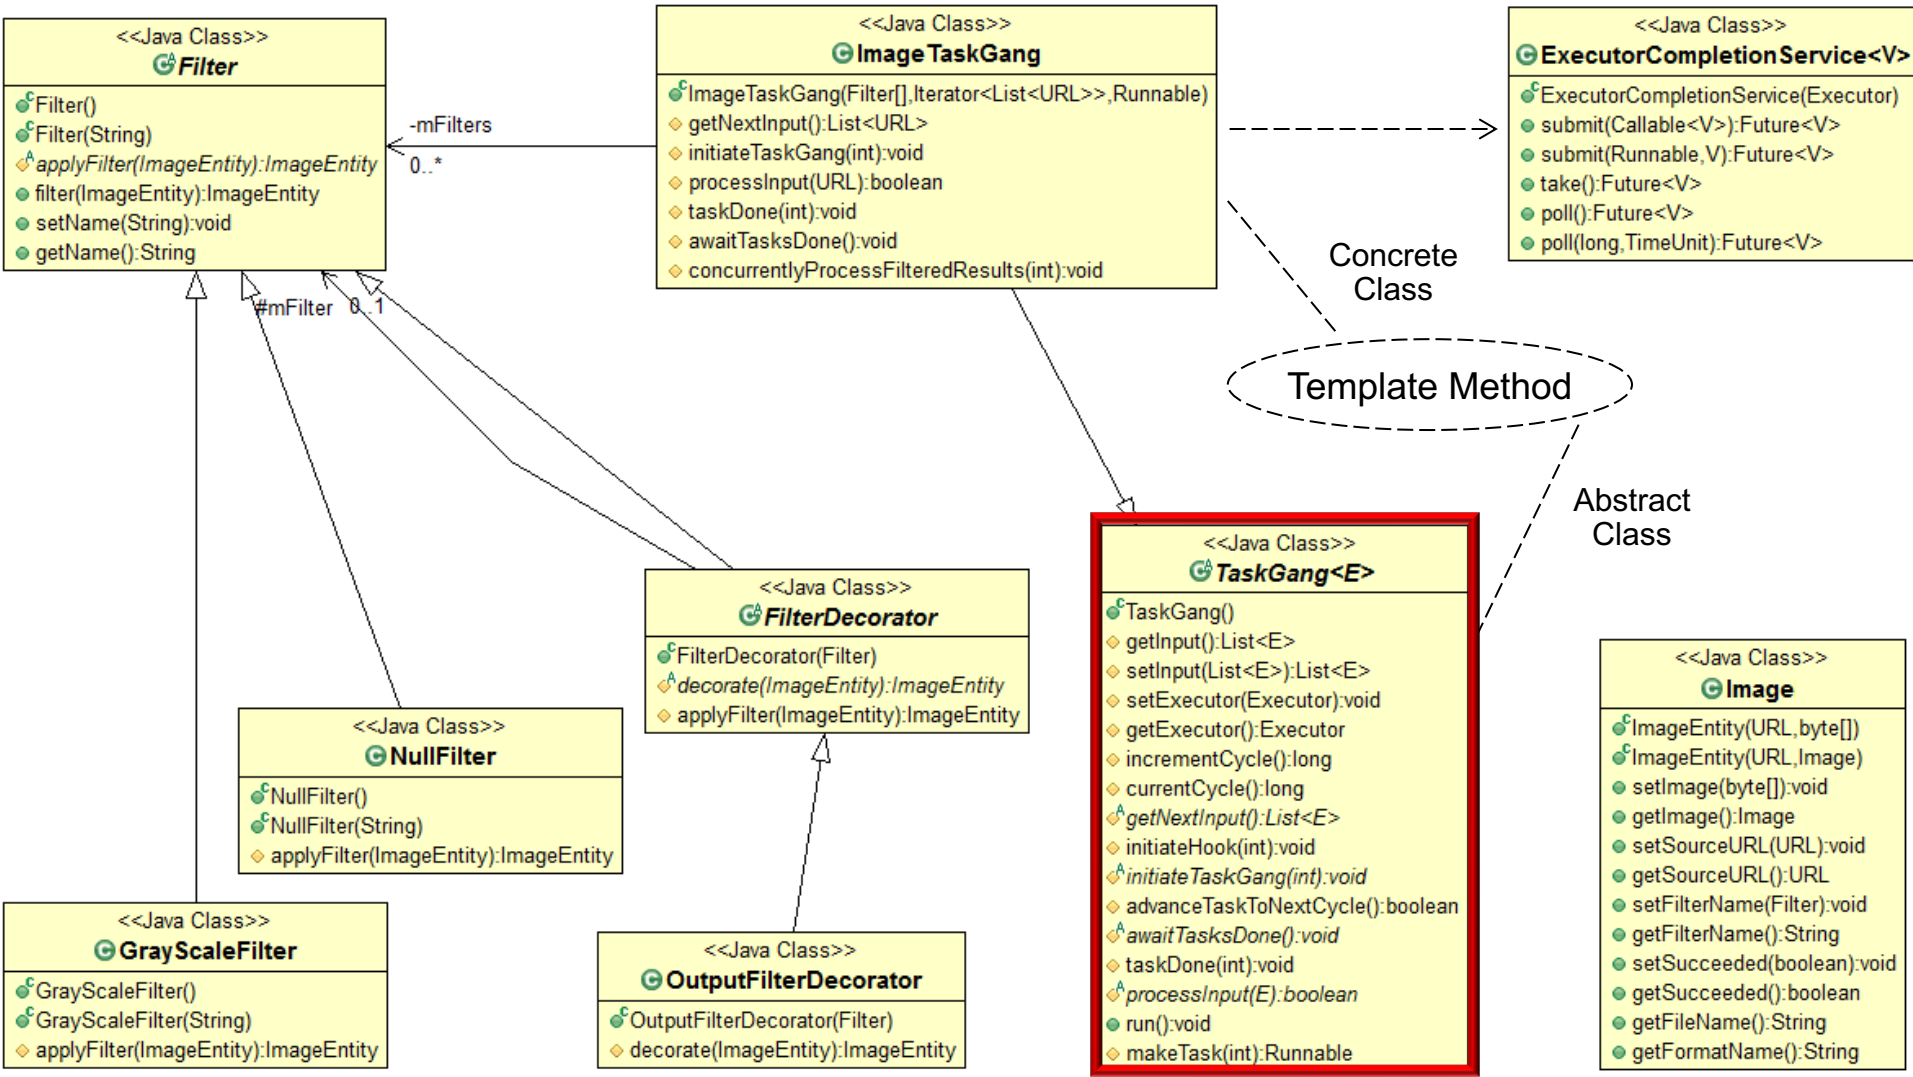 <<Java Class>>
Filter
Filter()
Filter(String)
applyFilter(ImageEntity):ImageEntity
filter(ImageEntity):ImageEntity
setName(String):void
getName():String
-mFilters
0..*
#mFilter 0..1
<<Java Class>>
ImageTaskGang
ImageTaskGang(Filter[],Iterator<List<URL>>,Runnable)
getNextInput():List<URL>
initiateTaskGang(int):void
processInput(URL):boolean
taskDone(int):void
awaitTasksDone():void
concurrentlyProcessFilteredResults(int):void
<<Java Class>>
ExecutorCompletionService<V>
ExecutorCompletionService(Executor)
submit(Callable<V>):Future<V>
submit(Runnable,V):Future<V>
take():Future<V>
poll():Future<V>
poll(long,TimeUnit):Future<V>
Concrete
Class
Template Method
Abstract
Class
<<Java Class>>
TaskGang<E>
TaskGang()
getInput():List<E>
setInput(List<E>):List<E>
setExecutor(Executor):void
getExecutor():Executor
incrementCycle():long
currentCycle():long
getNextInput():List<E>
initiateHook(int):void
initiateTaskGang(int):void
advanceTaskToNextCycle():boolean
awaitTasksDone():void
taskDone(int):void
processInput(E):boolean
run():void
makeTask(int):Runnable
<<Java Class>>
FilterDecorator
FilterDecorator(Filter)
decorate(ImageEntity):ImageEntity
applyFilter(ImageEntity):ImageEntity
<<Java Class>>
NullFilter
NullFilter()
NullFilter(String)
applyFilter(ImageEntity):ImageEntity
<<Java Class>>
GrayScaleFilter
GrayScaleFilter()
GrayScaleFilter(String)
applyFilter(ImageEntity):ImageEntity
<<Java Class>>
OutputFilterDecorator
OutputFilterDecorator(Filter)
decorate(ImageEntity):ImageEntity
<<Java Class>>
Image
ImageEntity(URL,byte[])
ImageEntity(URL,Image)
setImage(byte[]):void
getImage():Image
setSourceURL(URL):void
getSourceURL():URL
setFilterName(Filter):void
getFilterName():String
setSucceeded(boolean):void
getSucceeded():boolean
getFileName():String
getFormatName():String